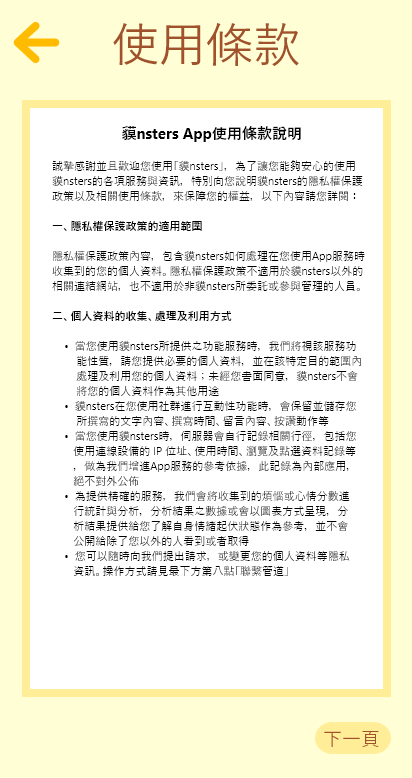 使用條款
貘nsters App使用條款說明
誠摯感謝並且歡迎您使用「貘nsters」，為了讓您能夠安心的使用
貘nsters的各項服務與資訊，特別向您說明貘nsters的隱私權保護
政策以及相關使用條款，來保障您的權益，以下內容請您詳閱：
一、隱私權保護政策的適用範圍
隱私權保護政策內容，包含貘nsters如何處理在您使用App服務時
收集到的您的個人資料。隱私權保護政策不適用於貘nsters以外的
相關連結網站，也不適用於非貘nsters所委託或參與管理的人員。
二、個人資料的收集、處理及利用方式
• 當您使用貘nsters所提供之功能服務時，我們將視該服務功
能性質，請您提供必要的個人資料，並在該特定目的範圍內
處理及利用您的個人資料；未經您書面同意，貘nsters不會
將您的個人資料作為其他用途
• 貘nsters在您使用社群進行互動性功能時，會保留並儲存您
所撰寫的文字內容、撰寫時間、留言內容、按讚動作等
• 當您使用貘nsters時，伺服器會自行記錄相關行徑，包括您
使用連線設備的 IP 位址、使用時間、瀏覽及點選資料記錄等
，做為我們增進App服務的參考依據，此記錄為內部應用，
絕不對外公佈
• 為提供精確的服務，我們會將收集到的煩惱或心情分數進
行統計與分析，分析結果之數據或會以圖表方式呈現，分
析結果提供給您了解自身情緒起伏狀態作為參考，並不會
公開給除了您以外的人看到或者取得
• 您可以隨時向我們提出請求，或變更您的個人資料等隱私
資訊。操作方式請見最下方第八點「聯繫管道」
下一頁